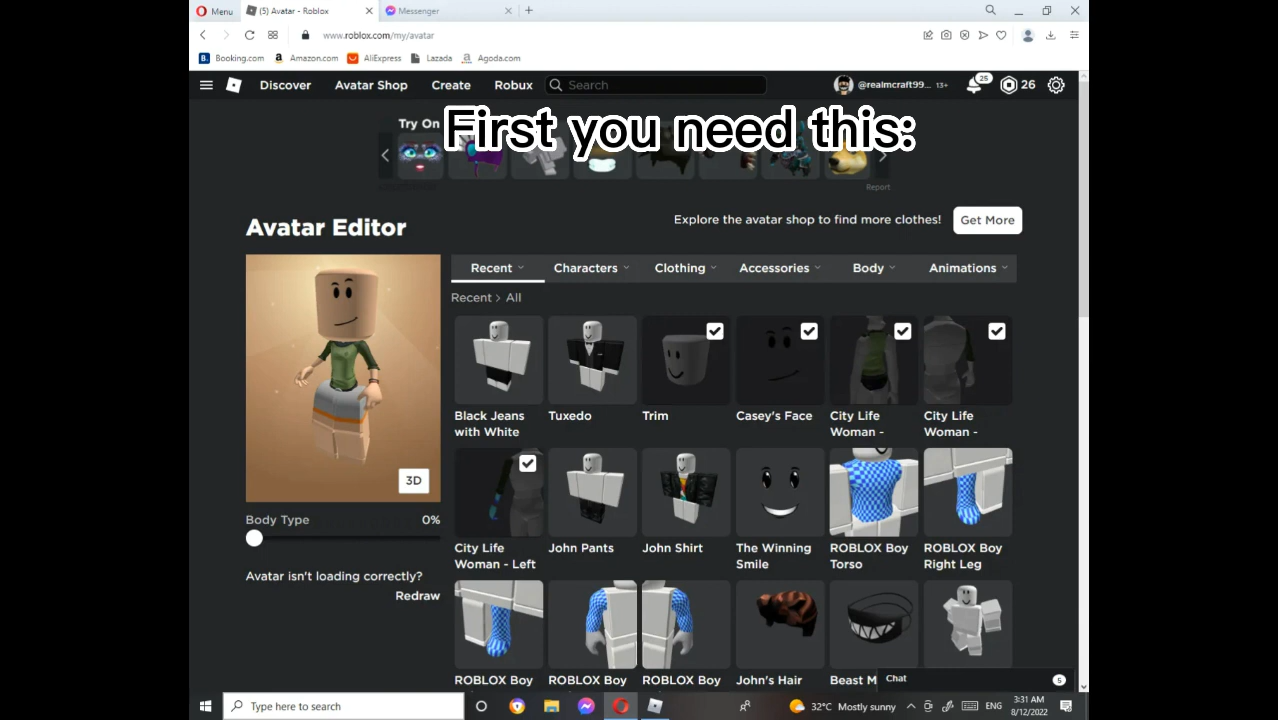 Menu
(5) Avatar - Roblox
Messenger
www.roblox.com/my/avatar
Booking.com
Amazon.com
AliExpress
Lazada
Agoda.com
Discover
Avatar Shop
Create
Robux
Search
@realmcraft99...
13+
25
26
Try On
First you need this:
Report
Avatar Editor
Explore the avatar shop to find more clothes!
Get More
Recent
Characters
Clothing
Accessories
Body
Animations
Recent > All
Black Jeans with White
Tuxedo
Trim
Casey's Face
City Life Woman -
City Life Woman -
3D
Body Type
0%
City Life Woman - Left
John Pants
John Shirt
The Winning Smile
ROBLOX Boy Torso
ROBLOX Boy Right Leg
Avatar isn't loading correctly?
Redraw
ROBLOX Boy
ROBLOX Boy
ROBLOX Boy
John's Hair
Beast M
Chat
5
Type here to search
32°C Mostly sunny
ENG
3:31 AM
8/12/2022